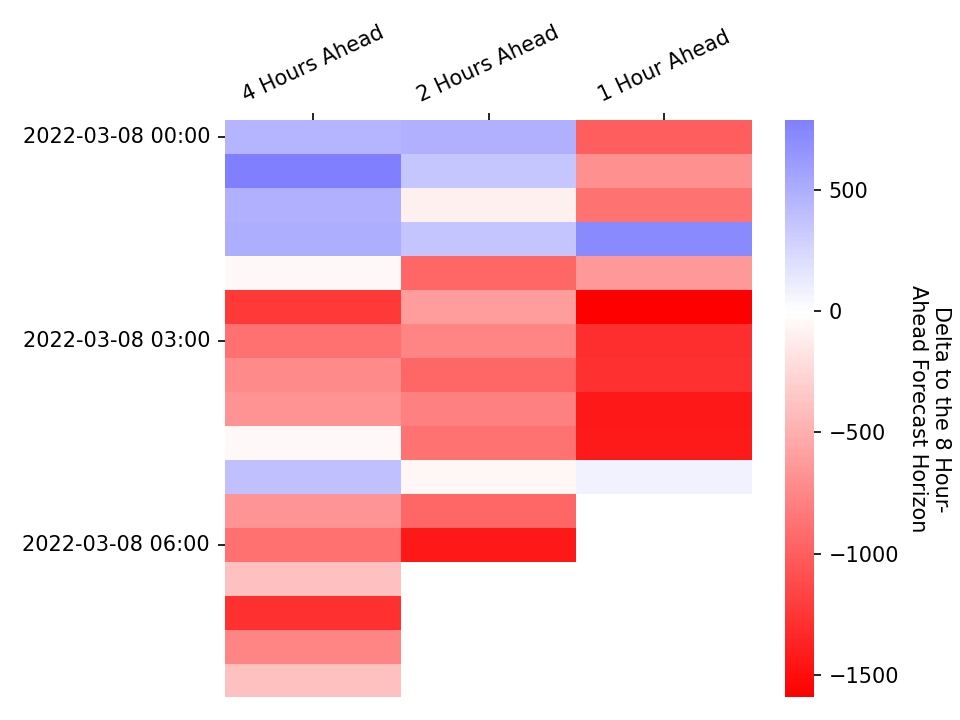 4 Hours Ahead
2 Hours Ahead
1 Hour Ahead
2022-03-08 00:00
2022-03-08 03:00
2022-03-08 06:00
500
0
−500
−1000
−1500
Delta to the 8 Hour-
Ahead Forecast Horizon